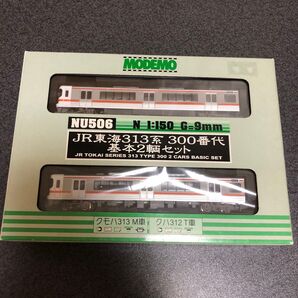 MODEMO
NU506 N 1:150 G=9mm
JR東海313系 300番代
基本2輌セット
JR TOKAI SERIES 313 TYPE 300 2 CARS BASIC SET
クモハ313 M車 クハ312 T車